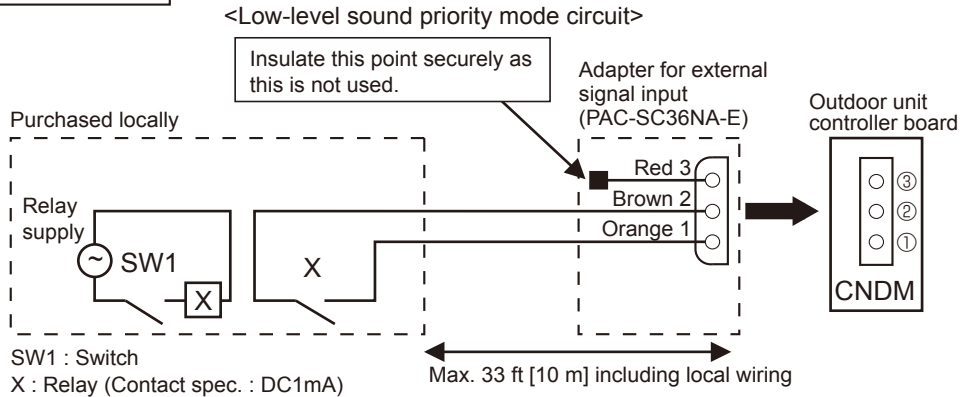 <Low-level sound priority mode circuit>
Insulate this point securely as
this is not used.
Adapter for external
signal input
(PAC-SC36NA-E)
Outdoor unit
controller board
Purchased locally
Red 3
Brown 2
Orange 1
Relay
supply
~
SW1
X
X
③
②
①
CNDM
SW1 : Switch
X : Relay (Contact spec. : DC1mA)
Max. 33 ft [10 m] including local wiring